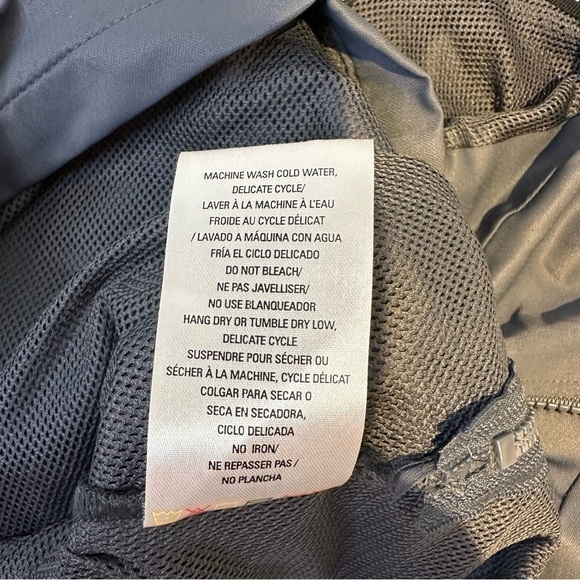 MACHINE WASH COLD WATER,
DELICATE CYCLE/
LAVER À LA MACHINE À L'EAU
FROIDE AU CYCLE DÉLICAT
/ LAVADO A MÁQUINA CON AGUA
FRÍA EL CICLO DELICADO
DO NOT BLEACH/
NE PAS JAVELLISER/
NO USE BLANQUEADOR
HANG DRY OR TUMBLE DRY LOW,
DELICATE CYCLE
SUSPENDRE POUR SÉCHER OU
SÉCHER À LA MACHINE, CYCLE DÉLICAT
COLGAR PARA SECAR O
SECA EN SECADORA,
CICLO DELICADA
NO IRON/
NE REPASSER PAS /
NO PLANCHA